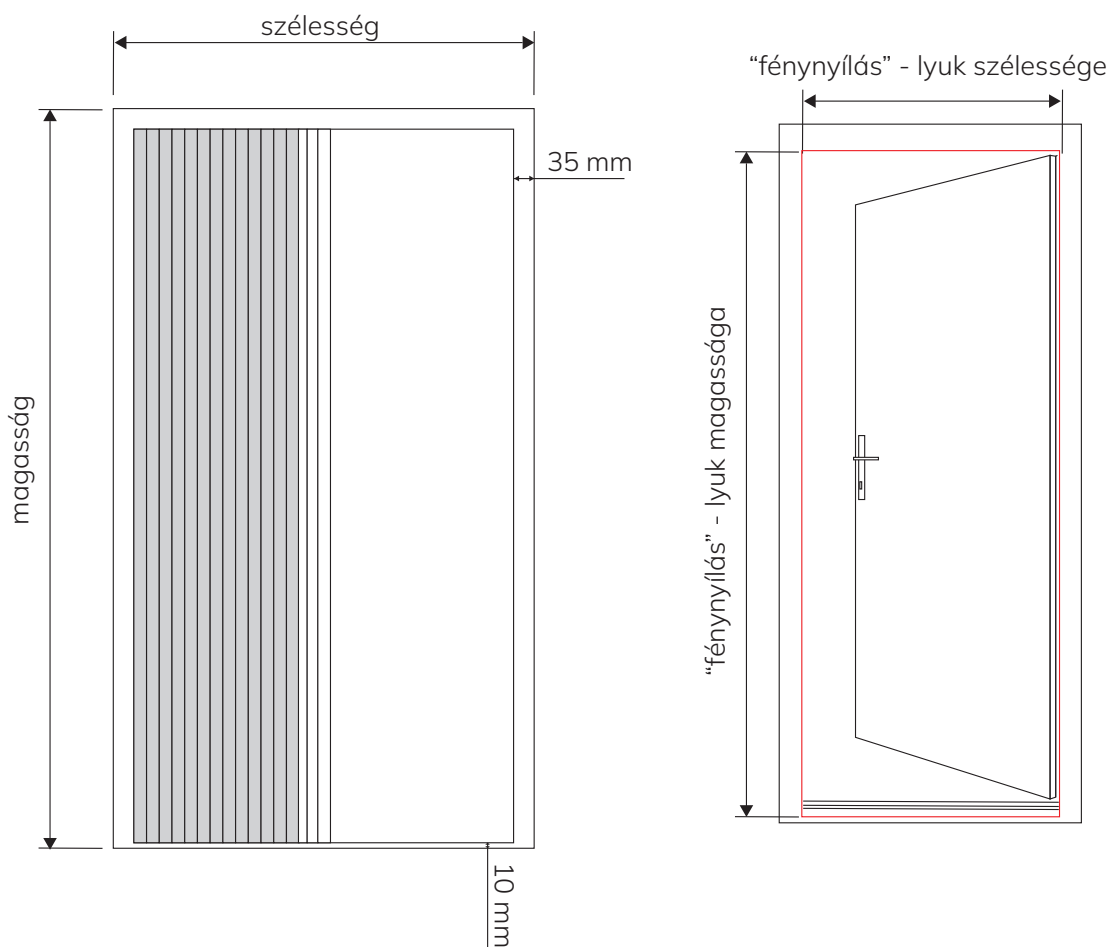 szélesség
“fénynyílás” - lyuk szélessége
35 mm
magasság
“fénynyílás” - lyuk magassága
10 mm